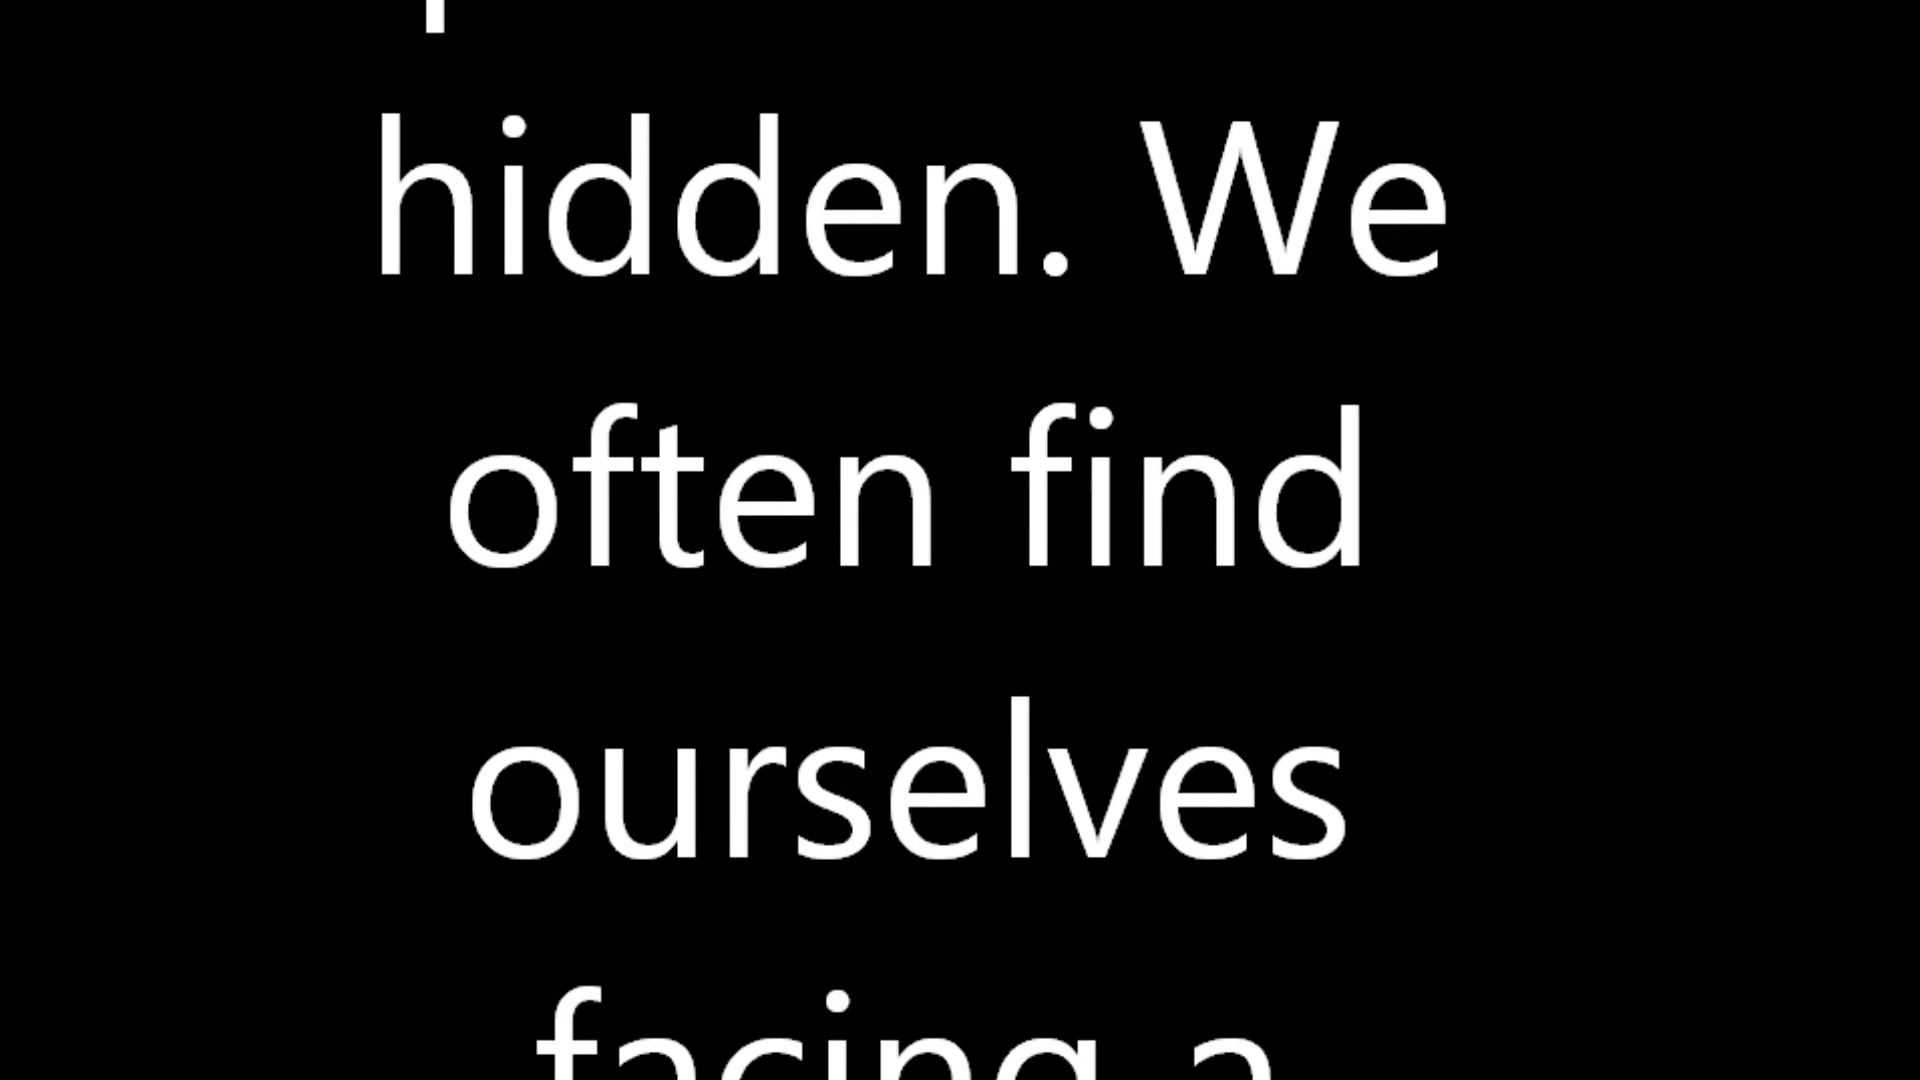 hidden. We
often find
ourselves
facing a